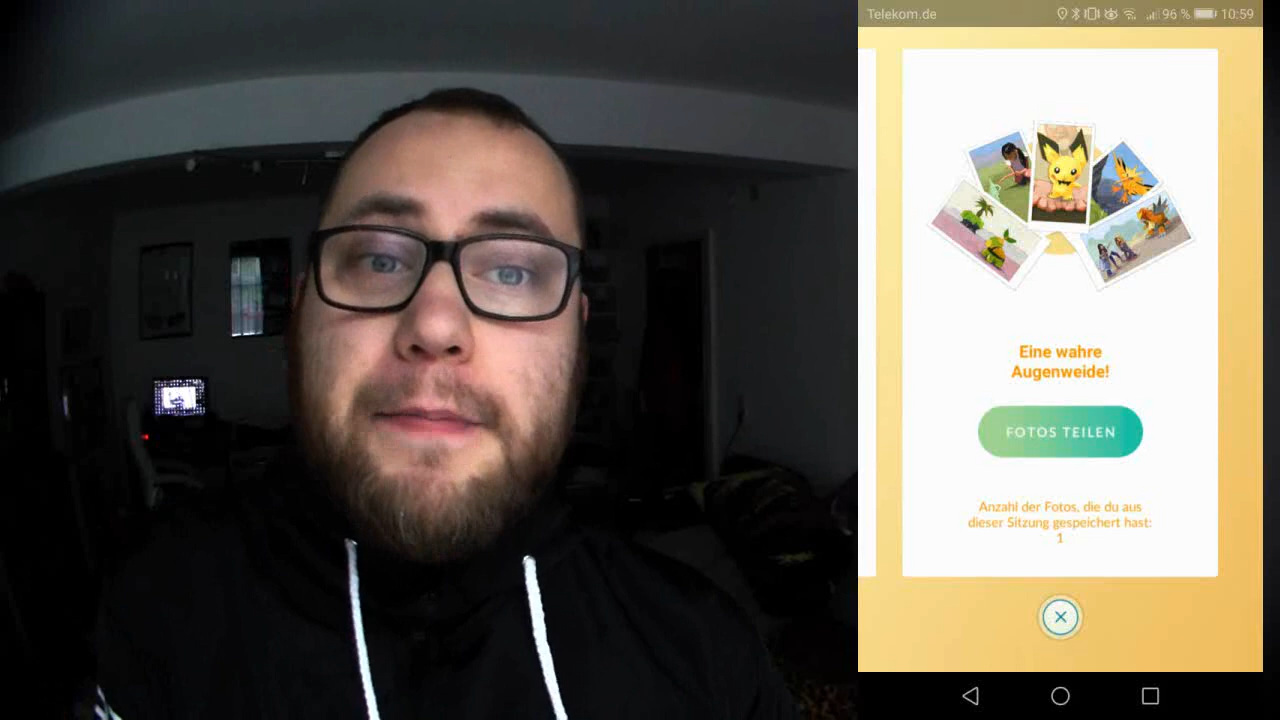 Telekom.de 96 % 10:59
Eine wahre
Augenweide!
FOTOS TEILEN
Anzahl der Fotos, die du aus
dieser Sitzung gespeichert hast:
1